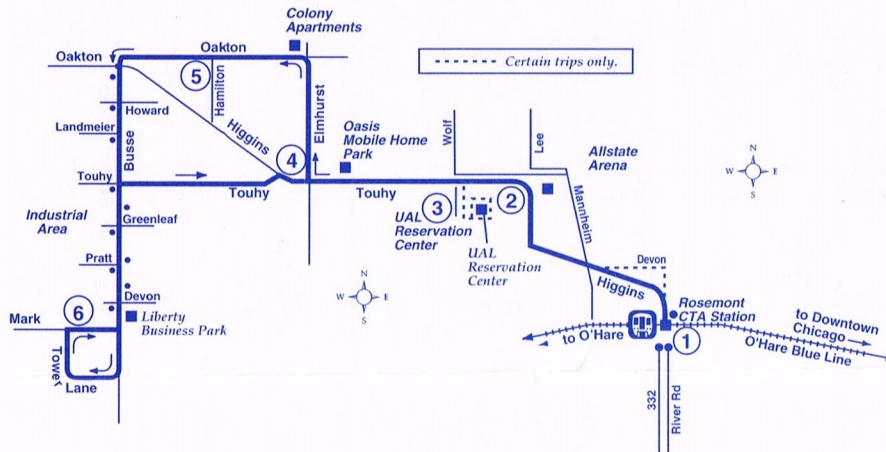 Colony
Apartments
Oakton
Oakton
5
Hamilton
Howard
Landmeier
Higgins
Elmhurst
Busse
4
Oasis
Mobile Home
Park
Certain trips only.
Wolf
Lee
Allstate
Arena
Mannheim
N
W E
S
Touhy
Touhy
Touhy
3
2
UAL
Reservation
Center
UAL
Reservation
Center
Industrial
Area
Greenleaf
Pratt
Devon
6
Mark
Liberty
Business Park
Tower
Lane
N
W E
S
Devon
Higgins
Rosemont
CTA Station
1
to O'Hare
to Downtown
Chicago
O'Hare Blue Line
332
River Rd